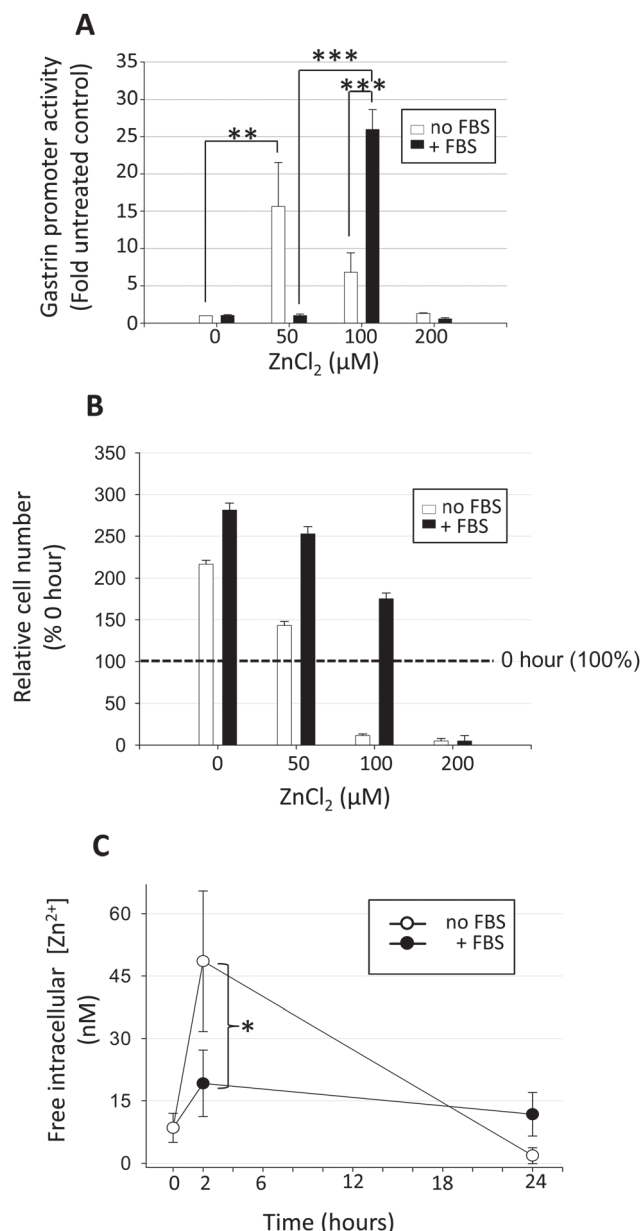 A
Gastrin promoter activity
(Fold untreated control)
35
30
25
20
15
10
5
0
***
***
**
no FBS
+ FBS
0 50 100 200
ZnCl₂ (µM)
B
Relative cell number
(% 0 hour)
350
300
250
200
150
100
50
0
no FBS
+ FBS
0 hour (100%)
0 50 100 200
ZnCl₂ (µM)
C
Free intracellular [Zn²⁺]
(nM)
60
45
30
15
0
no FBS
+ FBS
*
0 2 6 12 18 24
Time (hours)